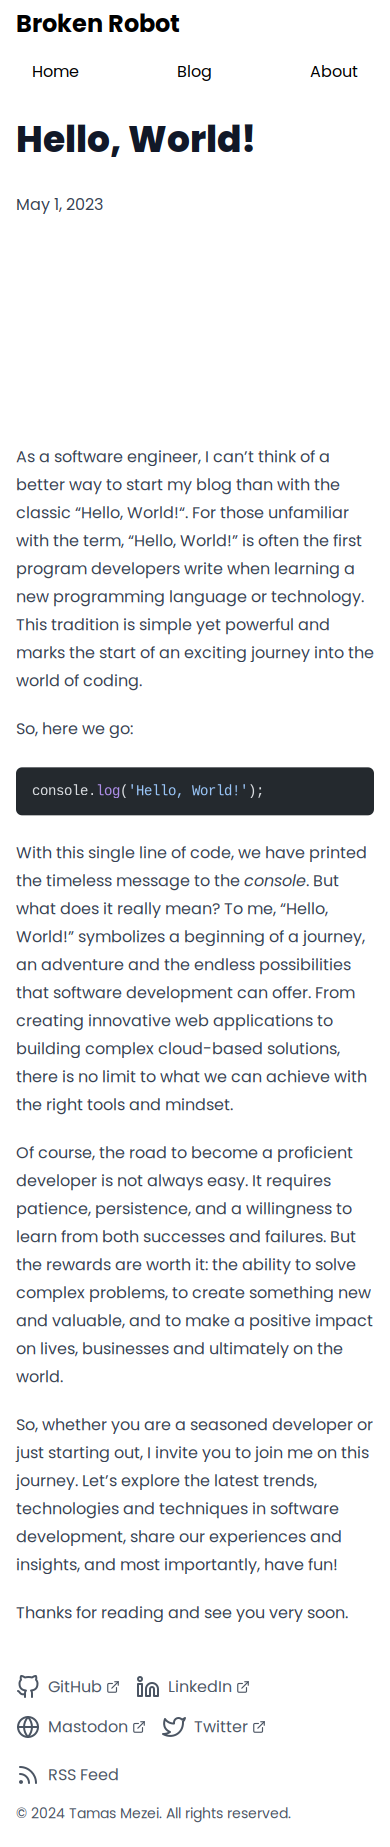 Broken Robot
Home Blog About
Hello, World!
May 1, 2023
As a software engineer, I can’t think of a
better way to start my blog than with the
classic “Hello, World!“. For those unfamiliar
with the term, “Hello, World!” is often the first
program developers write when learning a
new programming language or technology.
This tradition is simple yet powerful and
marks the start of an exciting journey into the
world of coding.
So, here we go:
console.log('Hello, World!');
With this single line of code, we have printed
the timeless message to the console. But
what does it really mean? To me, “Hello,
World!” symbolizes a beginning of a journey,
an adventure and the endless possibilities
that software development can offer. From
creating innovative web applications to
building complex cloud-based solutions,
there is no limit to what we can achieve with
the right tools and mindset.
Of course, the road to become a proficient
developer is not always easy. It requires
patience, persistence, and a willingness to
learn from both successes and failures. But
the rewards are worth it: the ability to solve
complex problems, to create something new
and valuable, and to make a positive impact
on lives, businesses and ultimately on the
world.
So, whether you are a seasoned developer or
just starting out, I invite you to join me on this
journey. Let’s explore the latest trends,
technologies and techniques in software
development, share our experiences and
insights, and most importantly, have fun!
Thanks for reading and see you very soon.
GitHub LinkedIn
Mastodon Twitter
RSS Feed
© 2024 Tamas Mezei. All rights reserved.